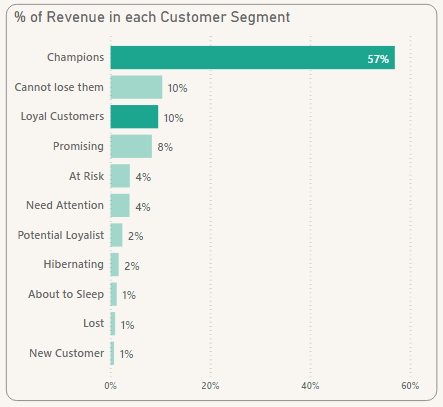 % of Revenue in each Customer Segment
Champions 57%
Cannot lose them 10%
Loyal Customers 10%
Promising 8%
At Risk 4%
Need Attention 4%
Potential Loyalist 2%
Hibernating 2%
About to Sleep 1%
Lost 1%
New Customer 1%
0% 20% 40% 60%